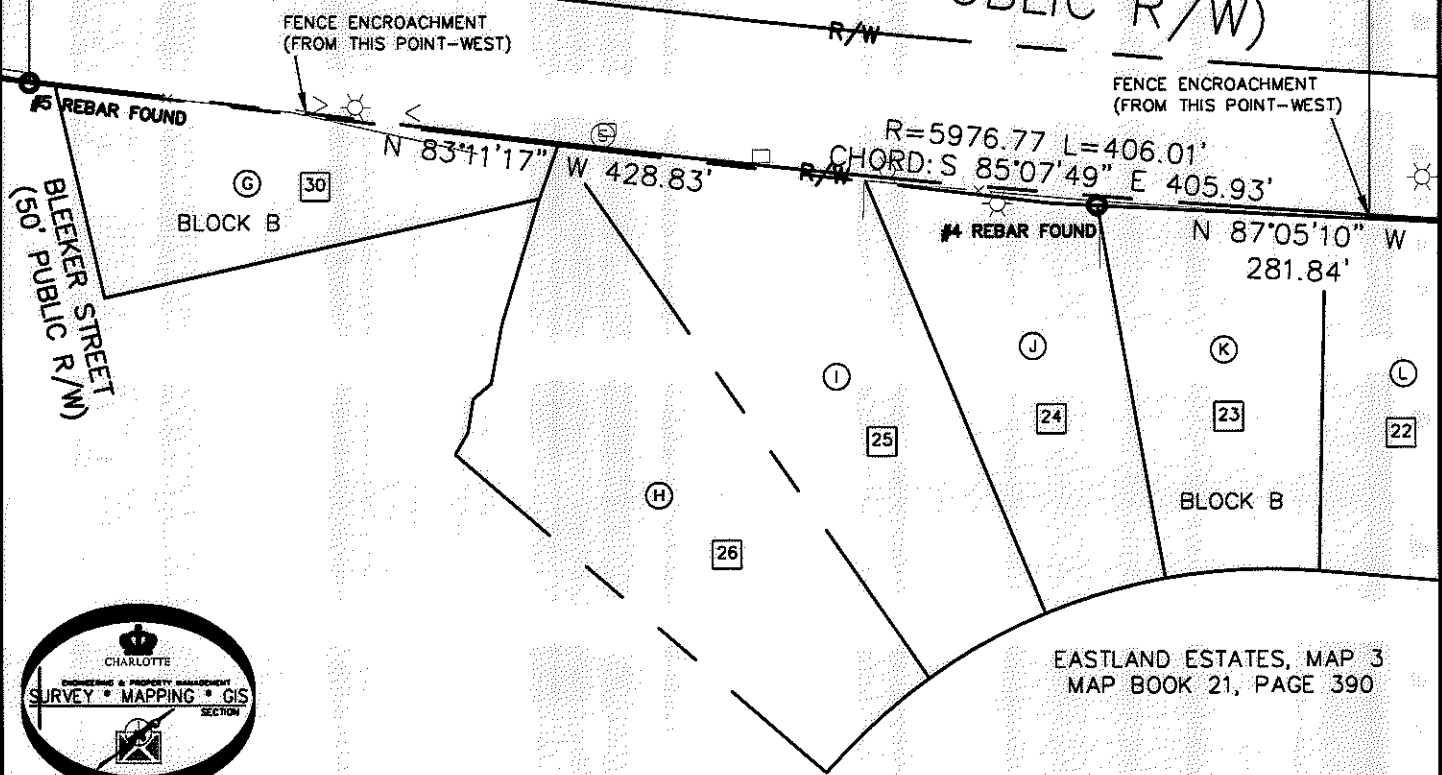 UBLIC R/W)
FENCE ENCROACHMENT
(FROM THIS POINT-WEST)
R/W
FENCE ENCROACHMENT
(FROM THIS POINT-WEST)
#5 REBAR FOUND
N 83°11'17" W 428.83'
R=5976.77 L=406.01'
CHORD: S 85°07'49" E 405.93'
R/W
#4 REBAR FOUND
N 87°05'10" W
281.84'
G
30
BLOCK B
BLEEKER STREET
(50' PUBLIC R/W)
J
K
L
I
24
23
22
25
H
BLOCK B
26
EASTLAND ESTATES, MAP 3
MAP BOOK 21, PAGE 390
CHARLOTTE
ENGINEERING & PROPERTY MANAGEMENT
SURVEY * MAPPING * GIS
SECTION